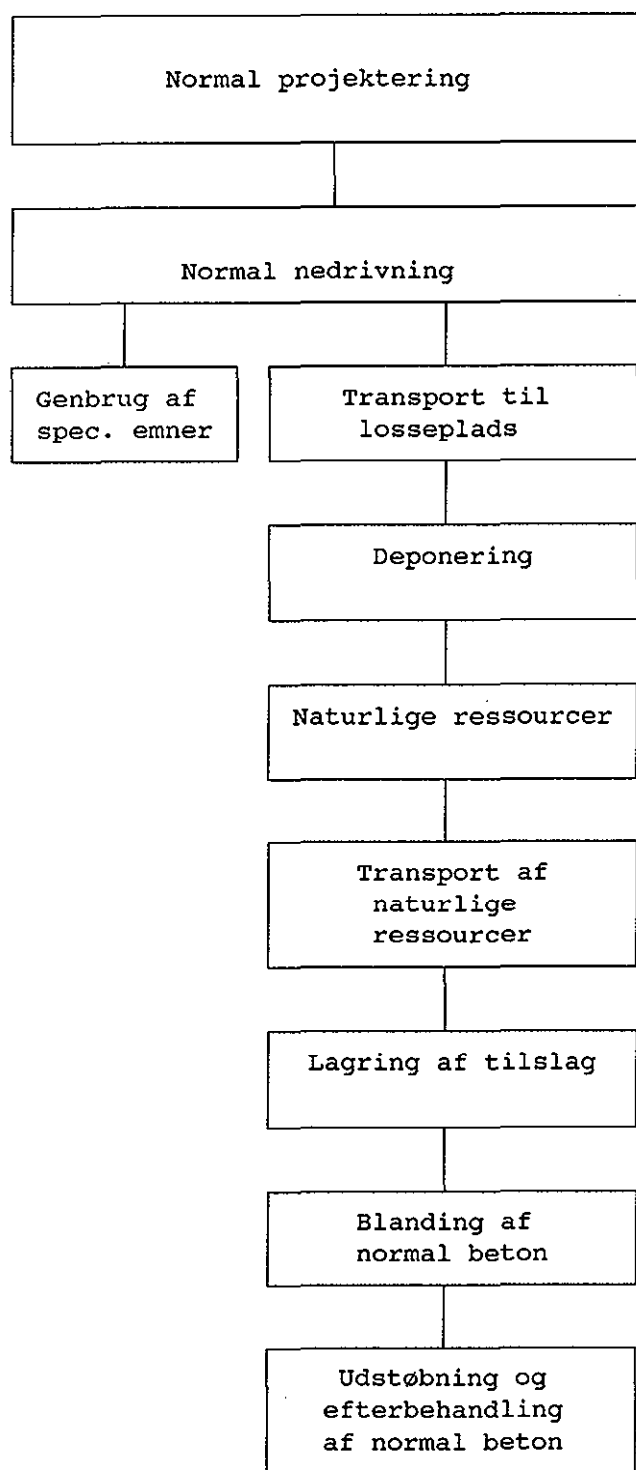 Normal projektering
Normal nedrivning
Genbrug af
spec. emner
Transport til
losseplads
Deponering
Naturlige ressourcer
Transport af
naturlige
ressourcer
Lagring af tilslag
Blanding af
normal beton
Udstøbning og
efterbehandling
af normal beton